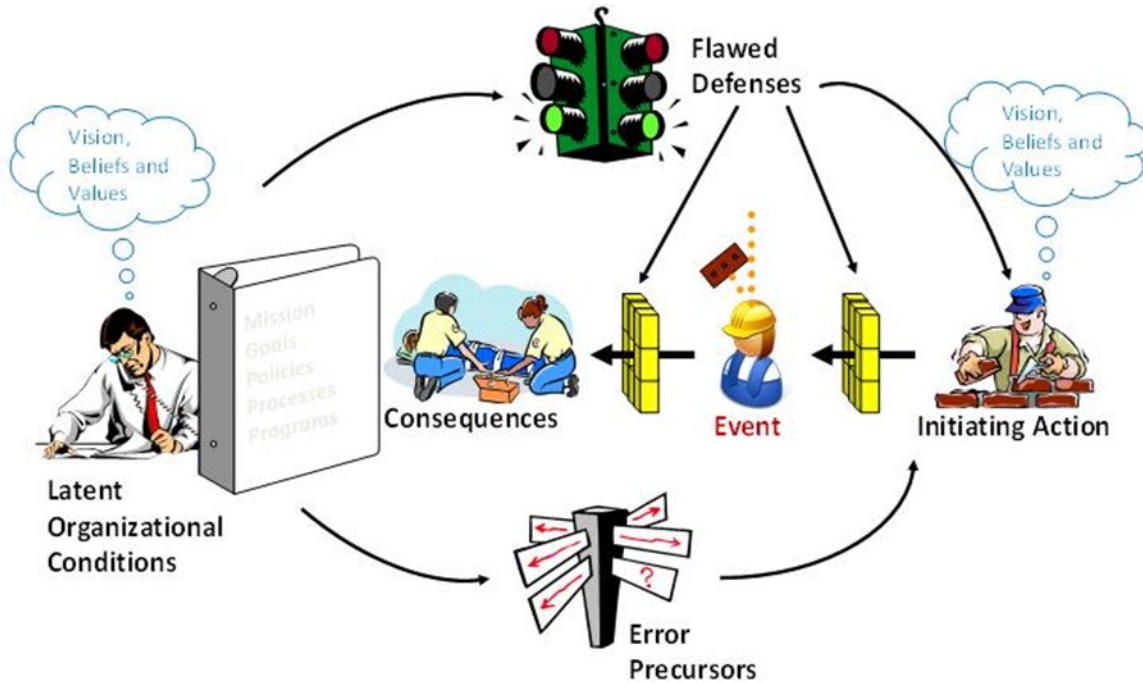 Flawed
Defenses
Vision,
Beliefs and
Values
Vision,
Beliefs and
Values
Mission
Goals
Policies
Processes
Programs
Consequences
Event
Initiating Action
Latent
Organizational
Conditions
?
Error
Precursors